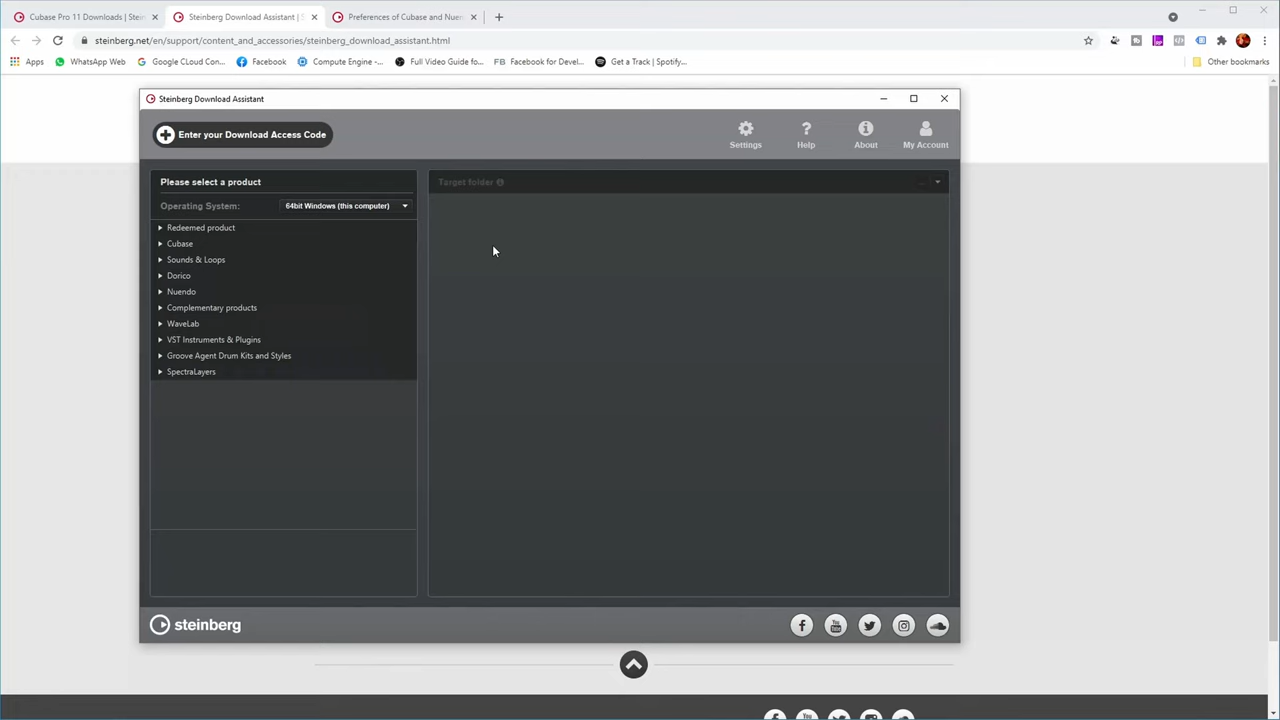 Cubase Pro 11 Downloads | Stein
Steinberg Download Assistant | S
Preferences of Cubase and Nuen
steinberg.net/en/support/content_and_accessories/steinberg_download_assistant.html
Apps
WhatsApp Web
Google CLoud Con...
Facebook
Compute Engine -...
Full Video Guide fo...
Facebook for Devel...
Get a Track | Spotify...
Other bookmarks
Steinberg Download Assistant
Enter your Download Access Code
Settings
Help
About
My Account
Please select a product
Target folder
Operating System:
64bit Windows (this computer)
Redeemed product
Cubase
Sounds & Loops
Dorico
Nuendo
Complementary products
WaveLab
VST Instruments & Plugins
Groove Agent Drum Kits and Styles
SpectraLayers
steinberg